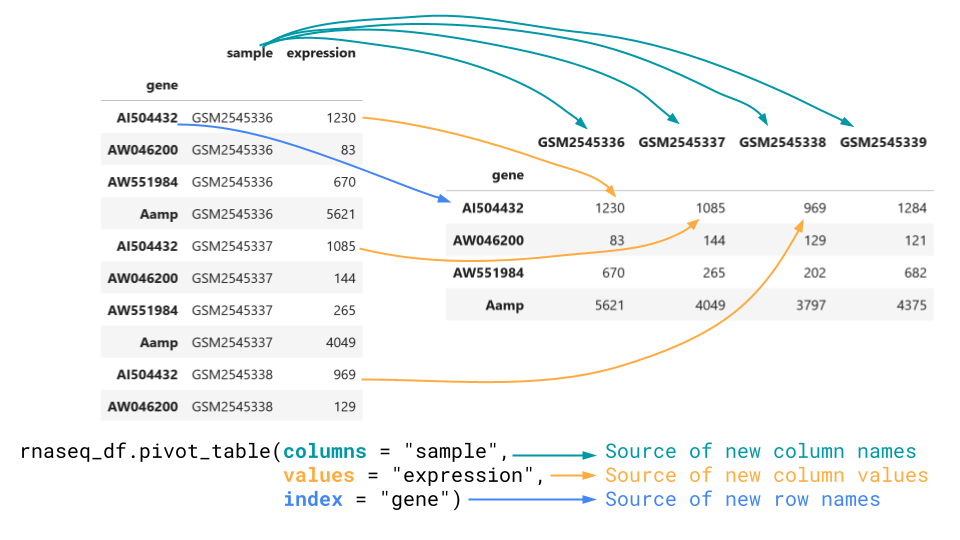 sample expression
gene
AI504432 GSM2545336 1230
AW046200 GSM2545336 83
AW551984 GSM2545336 670
Aamp GSM2545336 5621
AI504432 GSM2545337 1085
AW046200 GSM2545337 144
AW551984 GSM2545337 265
Aamp GSM2545337 4049
AI504432 GSM2545338 969
AW046200 GSM2545338 129
GSM2545336 GSM2545337 GSM2545338 GSM2545339
gene
AI504432 1230 1085 969 1284
AW046200 83 144 129 121
AW551984 670 265 202 682
Aamp 5621 4049 3797 4375
rnaseq_df.pivot_table(columns = "sample", Source of new column names
values = "expression", Source of new column values
index = "gene") Source of new row names